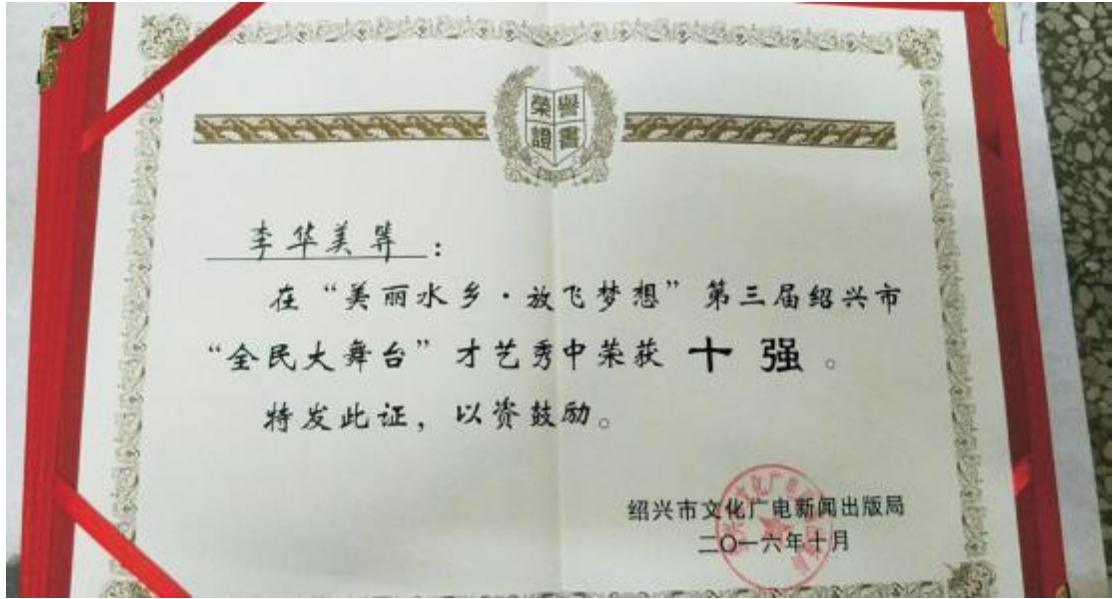 榮譽
證書
李华美等：
在“美丽水乡·放飞梦想”第三届绍兴市
“全民大舞台”才艺秀中荣获 十强。
特发此证，以资鼓励。
绍兴市文化广电新闻出版局
二〇一六年十月